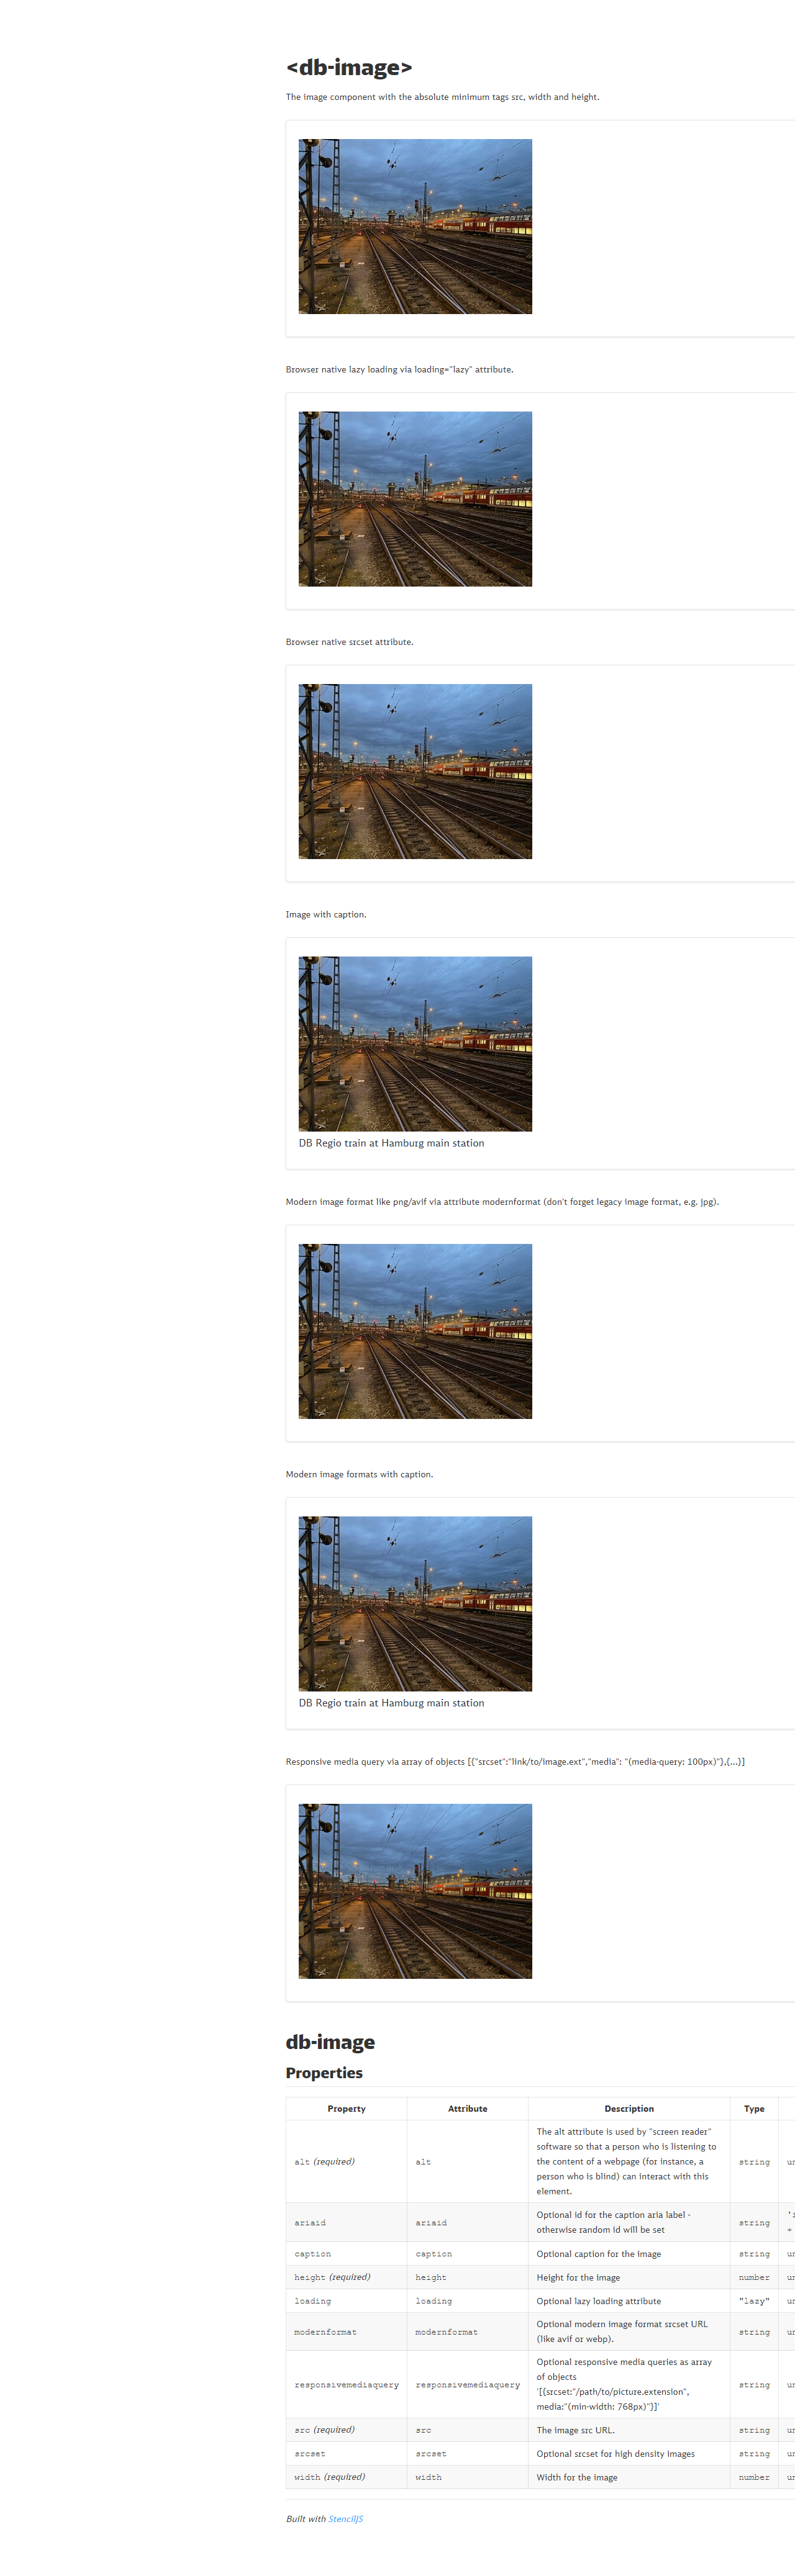 <db-image>
The image component with the absolute minimum tags src, width and height.
Browser native lazy loading via loading="lazy" attribute.
Browser native srcset attribute.
Image with caption.
DB Regio train at Hamburg main station
Modern image format like png/avif via attribute modernformat (don't forget legacy image format, e.g. jpg).
Modern image formats with caption.
DB Regio train at Hamburg main station
Responsive media query via array of objects [{"srcset":"link/to/image.ext","media": "(media-query: 100px)"},{...}]
db-image
Properties
Property Attribute Description Type
The alt attribute is used by "screen reader"
software so that a person who is listening to
alt (required) alt the content of a webpage (for instance, a string un
person who is blind) can interact with this
element.
ariaid ariaid Optional id for the caption aria label - string
otherwise random id will be set +
caption caption Optional caption for the image string un
height (required) height Height for the image number un
loading loading Optional lazy loading attribute "lazy" un
modernformat modernformat Optional modern image format srcset URL string un
(like avif or webp).
Optional responsive media queries as array
of objects
responsivemediaquery responsivemediaquery '[{srcset:"/path/to/picture.extension", string un
media:"(min-width: 768px)"}]'
src (required) src The image src URL. string un
srcset srcset Optional srcset for high density images string un
width (required) width Width for the image number un
Built with StencilJS